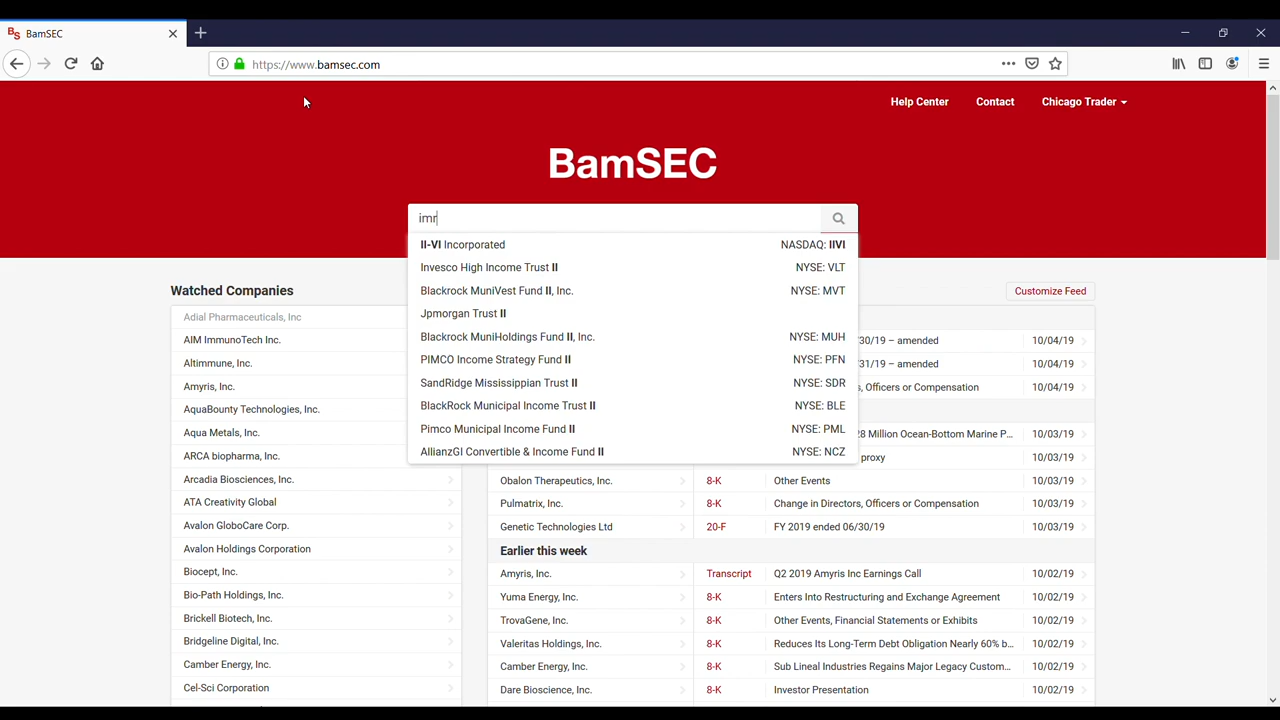 BS BamSEC
https://www.bamsec.com
Help Center Contact Chicago Trader
BamSEC
imr
II-VI Incorporated NASDAQ: IIVI
Invesco High Income Trust II NYSE: VLT
Blackrock MuniVest Fund II, Inc. NYSE: MVT
Jpmorgan Trust II
Blackrock MuniHoldings Fund II, Inc. NYSE: MUH
PIMCO Income Strategy Fund II NYSE: PFN
SandRidge Mississippian Trust II NYSE: SDR
BlackRock Municipal Income Trust II NYSE: BLE
Pimco Municipal Income Fund II NYSE: PML
AllianzGI Convertible & Income Fund II NYSE: NCZ
Watched Companies
Adial Pharmaceuticals, Inc
AIM ImmunoTech Inc.
Altimmune, Inc.
Amyris, Inc.
AquaBounty Technologies, Inc.
Aqua Metals, Inc.
ARCA biopharma, Inc.
Arcadia Biosciences, Inc.
ATA Creativity Global
Avalon GloboCare Corp.
Avalon Holdings Corporation
Biocept, Inc.
Bio-Path Holdings, Inc.
Brickell Biotech, Inc.
Bridgeline Digital, Inc.
Camber Energy, Inc.
Cel-Sci Corporation
Customize Feed
30/19 – amended 10/04/19
31/19 – amended 10/04/19
s, Officers or Compensation 10/04/19
28 Million Ocean-Bottom Marine P... 10/03/19
proxy 10/03/19
Obalon Therapeutics, Inc. 8-K Other Events 10/03/19
Pulmatrix, Inc. 8-K Change in Directors, Officers or Compensation 10/03/19
Genetic Technologies Ltd 20-F FY 2019 ended 06/30/19 10/03/19
Earlier this week
Amyris, Inc. Transcript Q2 2019 Amyris Inc Earnings Call 10/02/19
Yuma Energy, Inc. 8-K Enters Into Restructuring and Exchange Agreement 10/02/19
TrovaGene, Inc. 8-K Other Events, Financial Statements or Exhibits 10/02/19
Valeritas Holdings, Inc. 8-K Reduces Its Long-Term Debt Obligation Nearly 60% b... 10/02/19
Camber Energy, Inc. 8-K Sub Lineal Industries Regains Major Legacy Custom... 10/02/19
Dare Bioscience, Inc. 8-K Investor Presentation 10/02/19